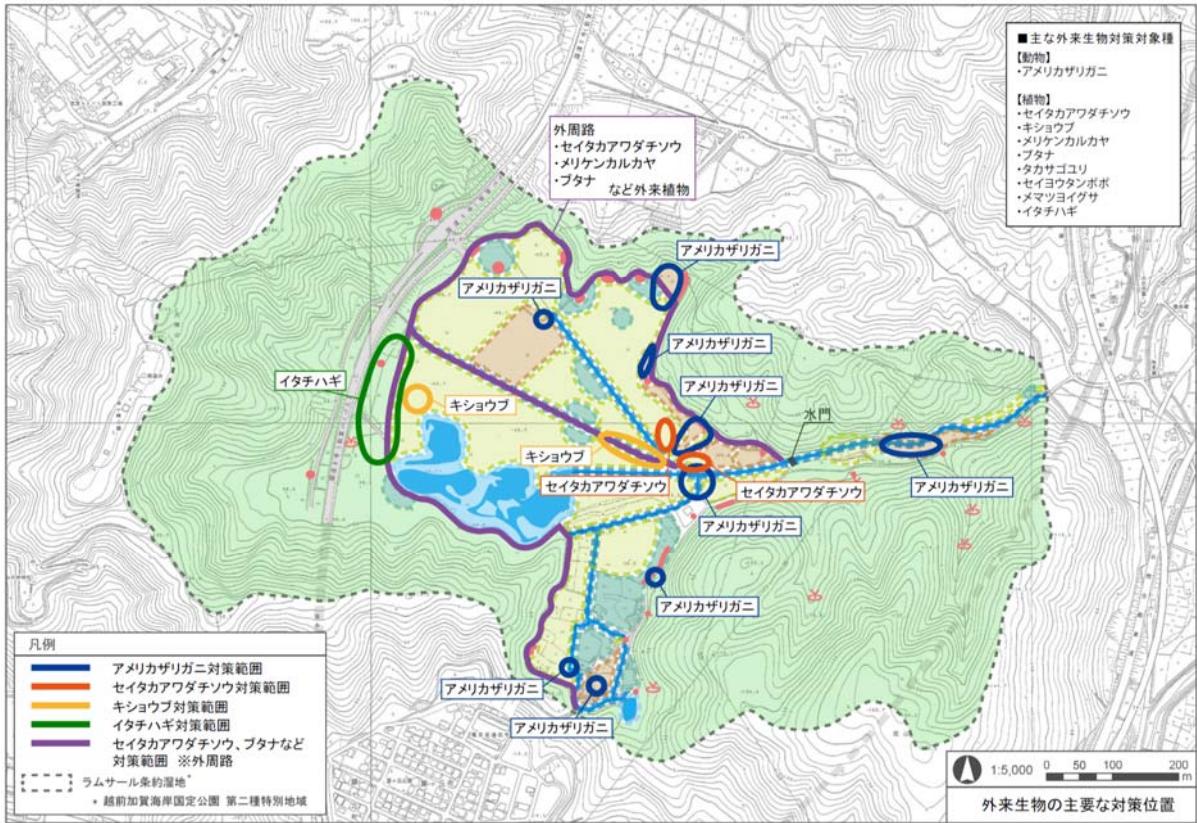 ■主な外来生物対策対象種
【動物】
・アメリカザリガニ
【植物】
・セイタカアワダチソウ
・キショウブ
・メリケンカルカヤ
・ブタナ
・タカサゴユリ
・セイヨウタンポポ
・メマツヨイグサ
・イタチハギ
外周路
・セイタカアワダチソウ
・メリケンカルカヤ
・ブタナ
など外来植物
アメリカザリガニ
アメリカザリガニ
アメリカザリガニ
イタチハギ
アメリカザリガニ
キショウブ
水門
キショウブ
セイタカアワダチソウ
セイタカアワダチソウ
アメリカザリガニ
アメリカザリガニ
アメリカザリガニ
アメリカザリガニ
アメリカザリガニ
凡例
アメリカザリガニ対策範囲
セイタカアワダチソウ対策範囲
キショウブ対策範囲
イタチハギ対策範囲
セイタカアワダチソウ、ブタナなど
対策範囲 ※外周路
ラムサール条約湿地*
* 越前加賀海岸国定公園 第二種特別地域
1:5,000 0 50 100 200 m
外来生物の主要な対策位置